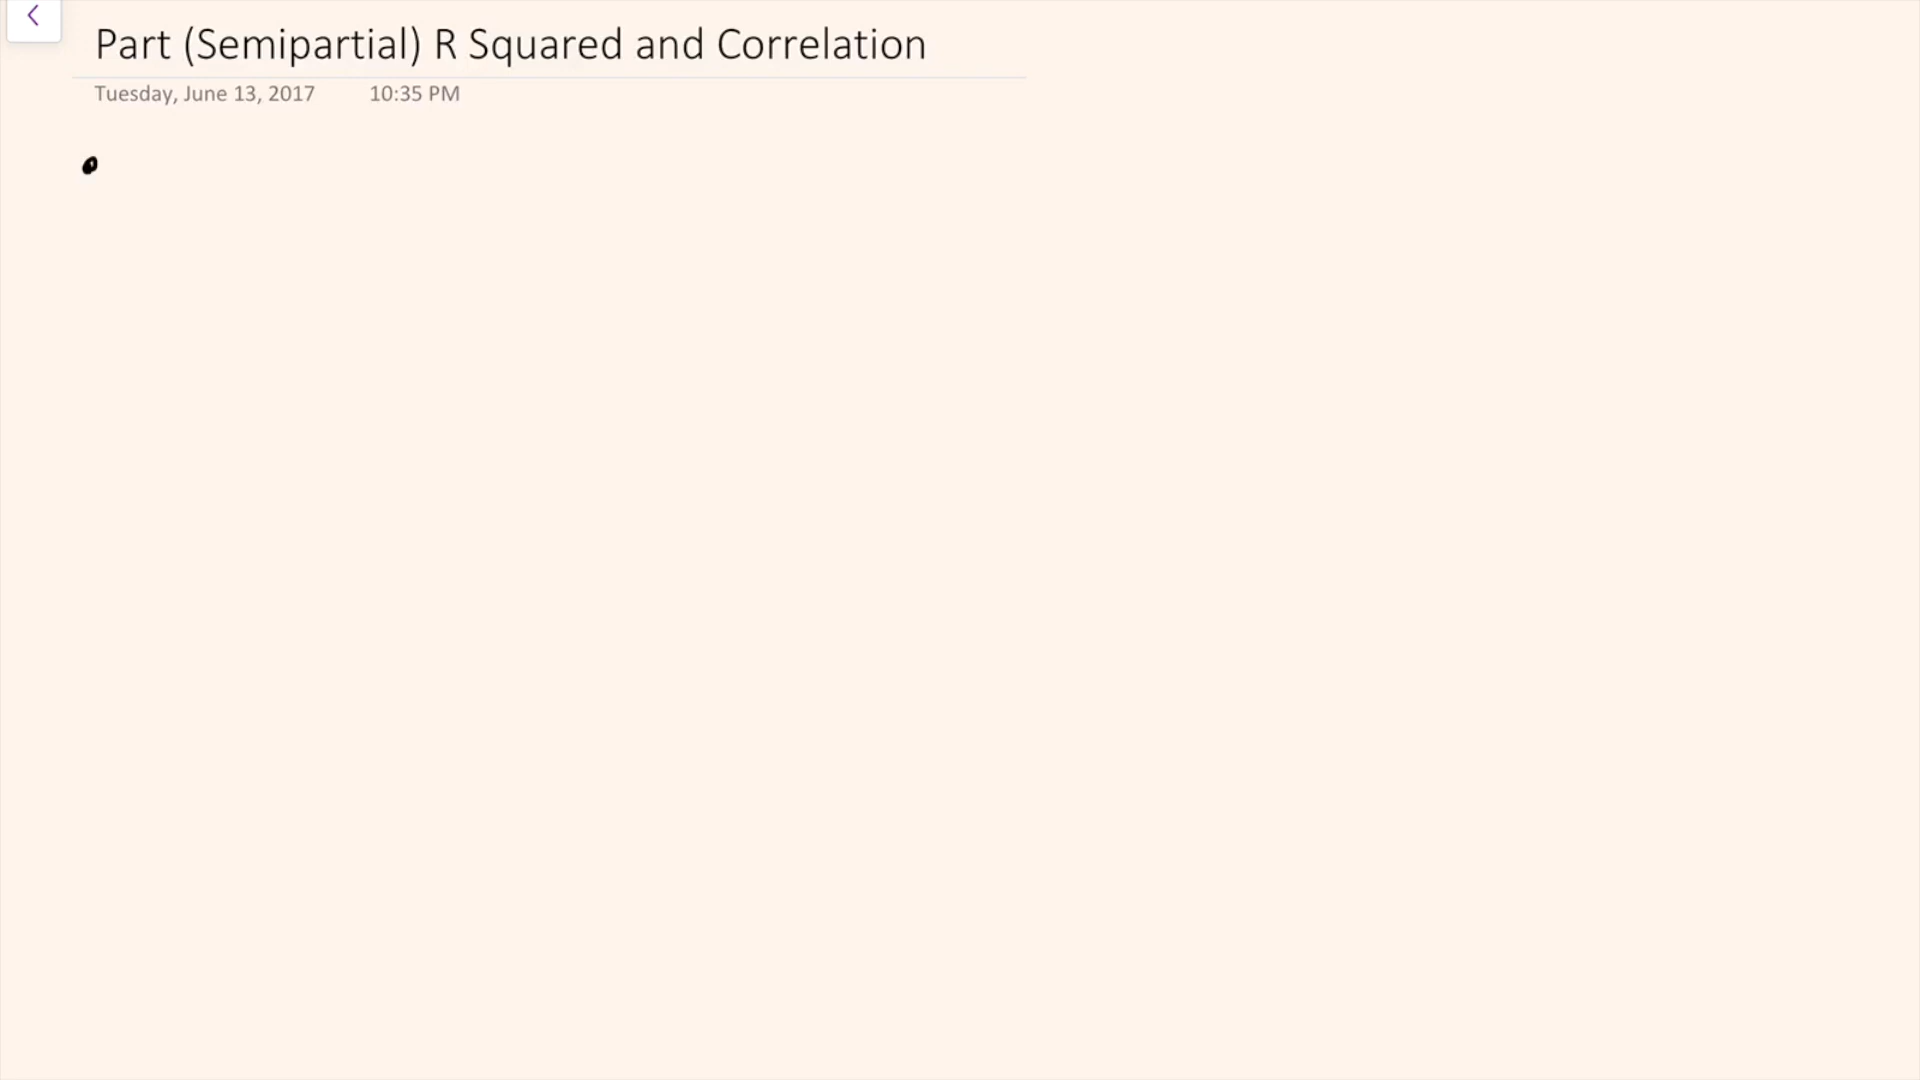 Part (Semipartial) R Squared and Correlation
Tuesday, June 13, 2017 10:35 PM